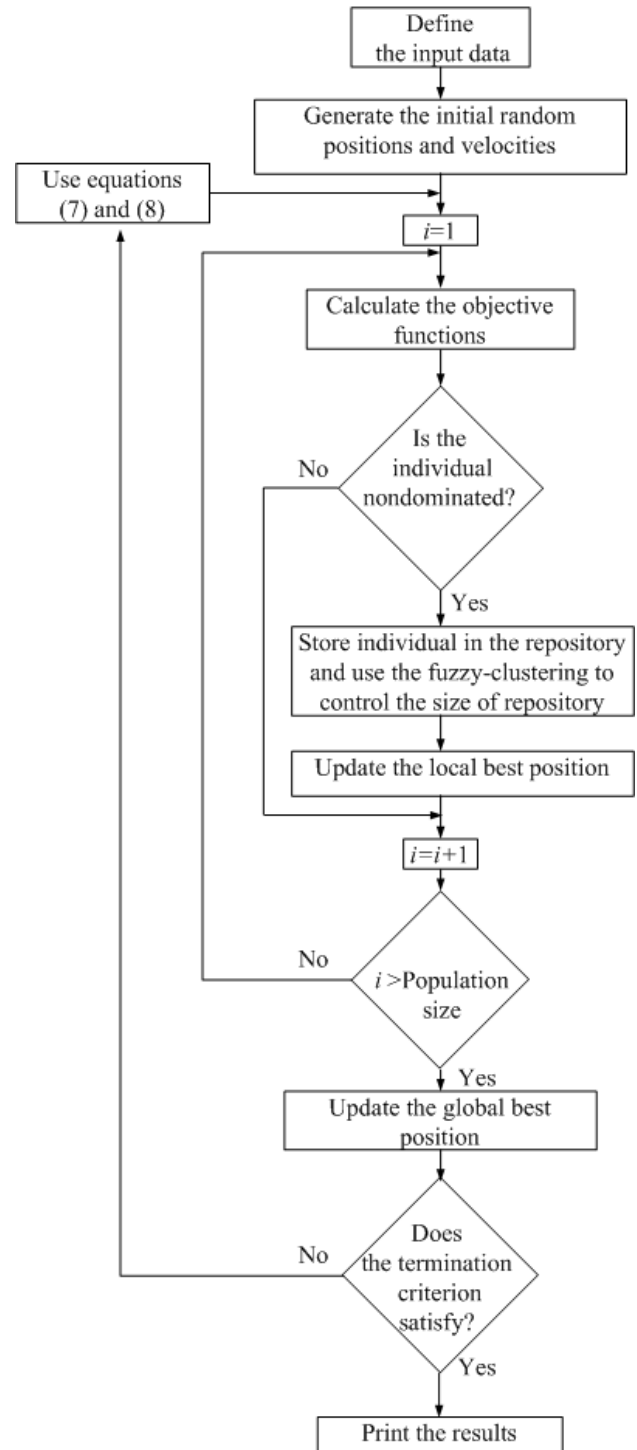 Define
the input data
Generate the initial random
positions and velocities
Use equations
(7) and (8)
i=1
Calculate the objective
functions
Is the
individual
nondominated?
No
Yes
Store individual in the repository
and use the fuzzy-clustering to
control the size of repository
Update the local best position
i=i+1
No
i >Population
size
Yes
Update the global best
position
Does
the termination
criterion
satisfy?
No
Yes
Print the results